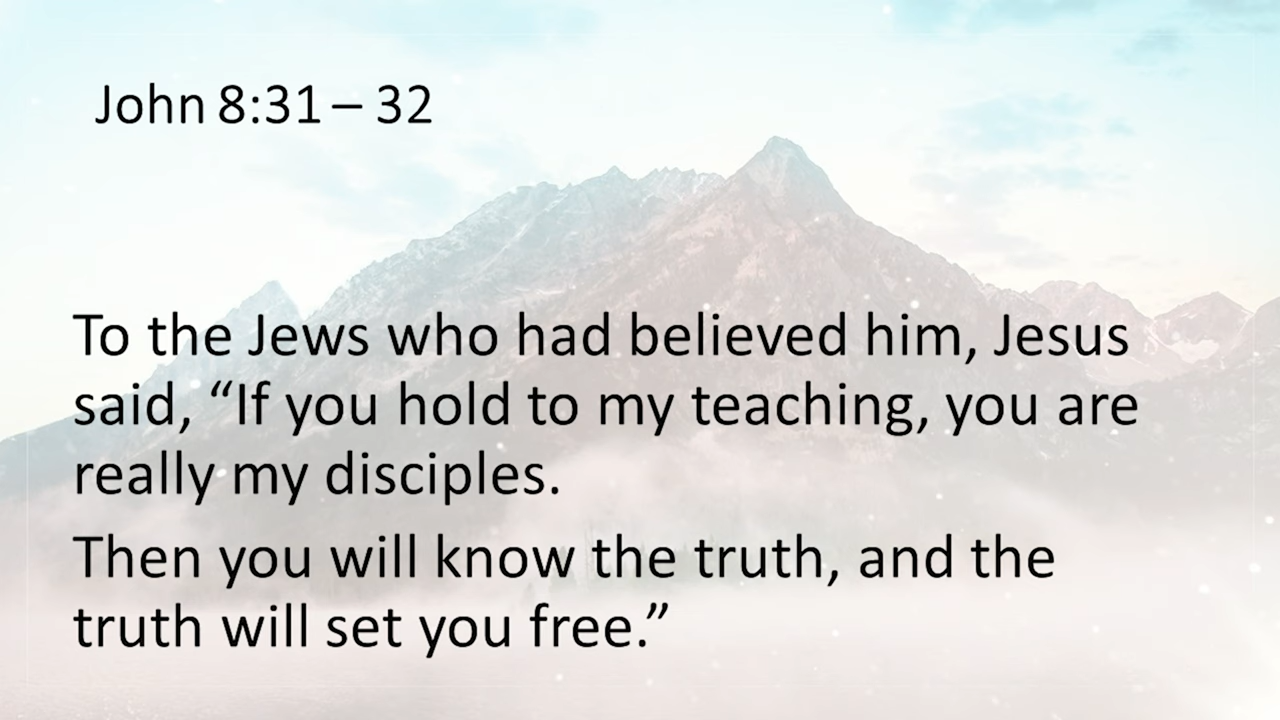 John 8:31 – 32
To the Jews who had believed him, Jesus
said, “If you hold to my teaching, you are
really my disciples.
Then you will know the truth, and the
truth will set you free.”